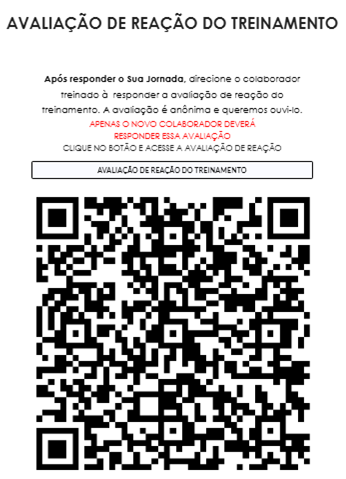 AVALIAÇÃO DE REAÇÃO DO TREINAMENTO
Após responder o Sua Jornada, direcione o colaborador
treinado à responder a avaliação de reação do
treinamento. A avaliação é anônima e queremos ouvi-lo.
APENAS O NOVO COLABORADOR DEVERÁ
RESPONDER ESSA AVALIAÇÃO
CLIQUE NO BOTÃO E ACESSE A AVALIAÇÃO DE REAÇÃO
AVALIAÇÃO DE REAÇÃO DO TREINAMENTO